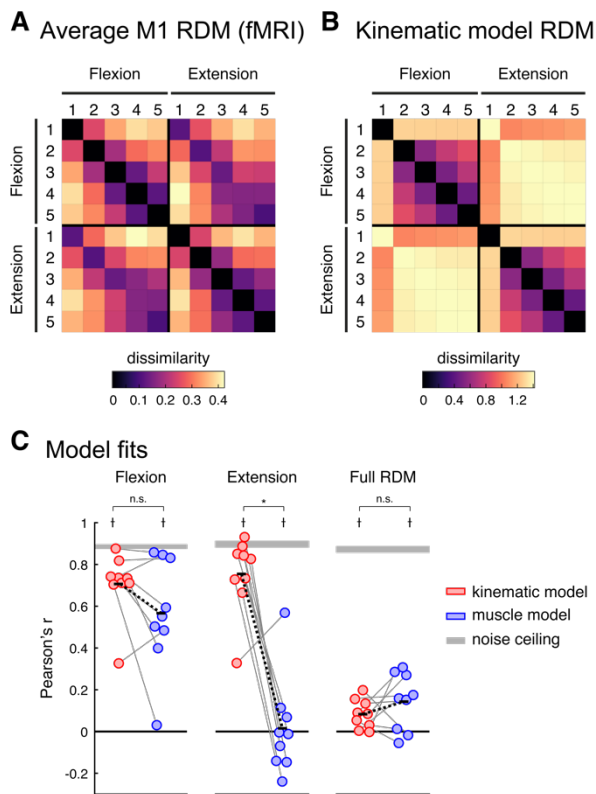 A Average M1 RDM (fMRI)
B Kinematic model RDM
Flexion Extension
1 2 3 4 5 1 2 3 4 5
Flexion
1
2
3
4
5
Extension
1
2
3
4
5
dissimilarity
0 0.1 0.2 0.3 0.4
Flexion Extension
1 2 3 4 5 1 2 3 4 5
Flexion
1
2
3
4
5
Extension
1
2
3
4
5
dissimilarity
0 0.4 0.8 1.2
C Model fits
Flexion Extension Full RDM
n.s. * n.s.
Pearson's r
1
0.8
0.6
0.4
0.2
0
-0.2
kinematic model
muscle model
noise ceiling